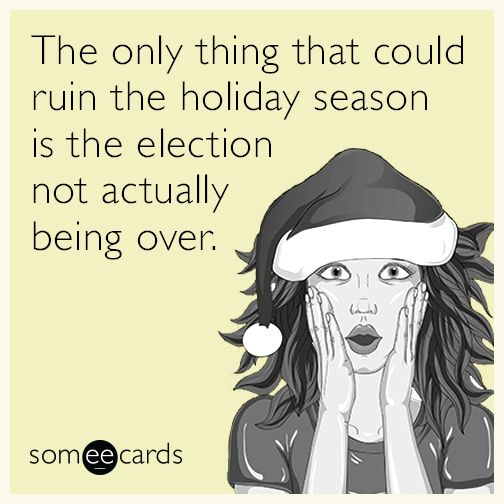 The only thing that could
ruin the holiday season
is the election
not actually
being over.
someecards